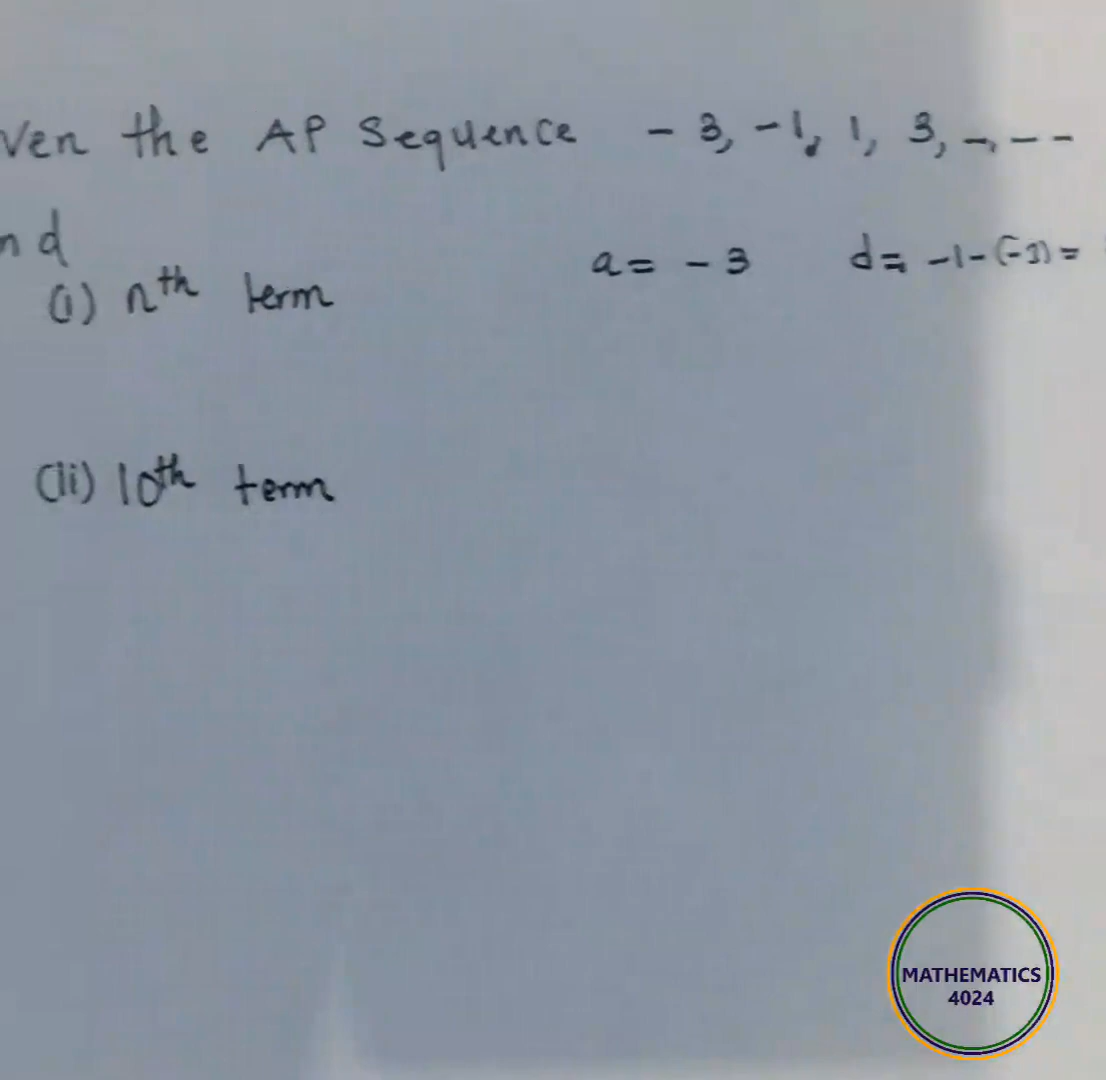 ven the AP Sequence - 3, -1, 1, 3, -, - -
nd
a = - 3 d = -1 - (-3) =
(i) nth term
(ii) 10th term
MATHEMATICS
4024